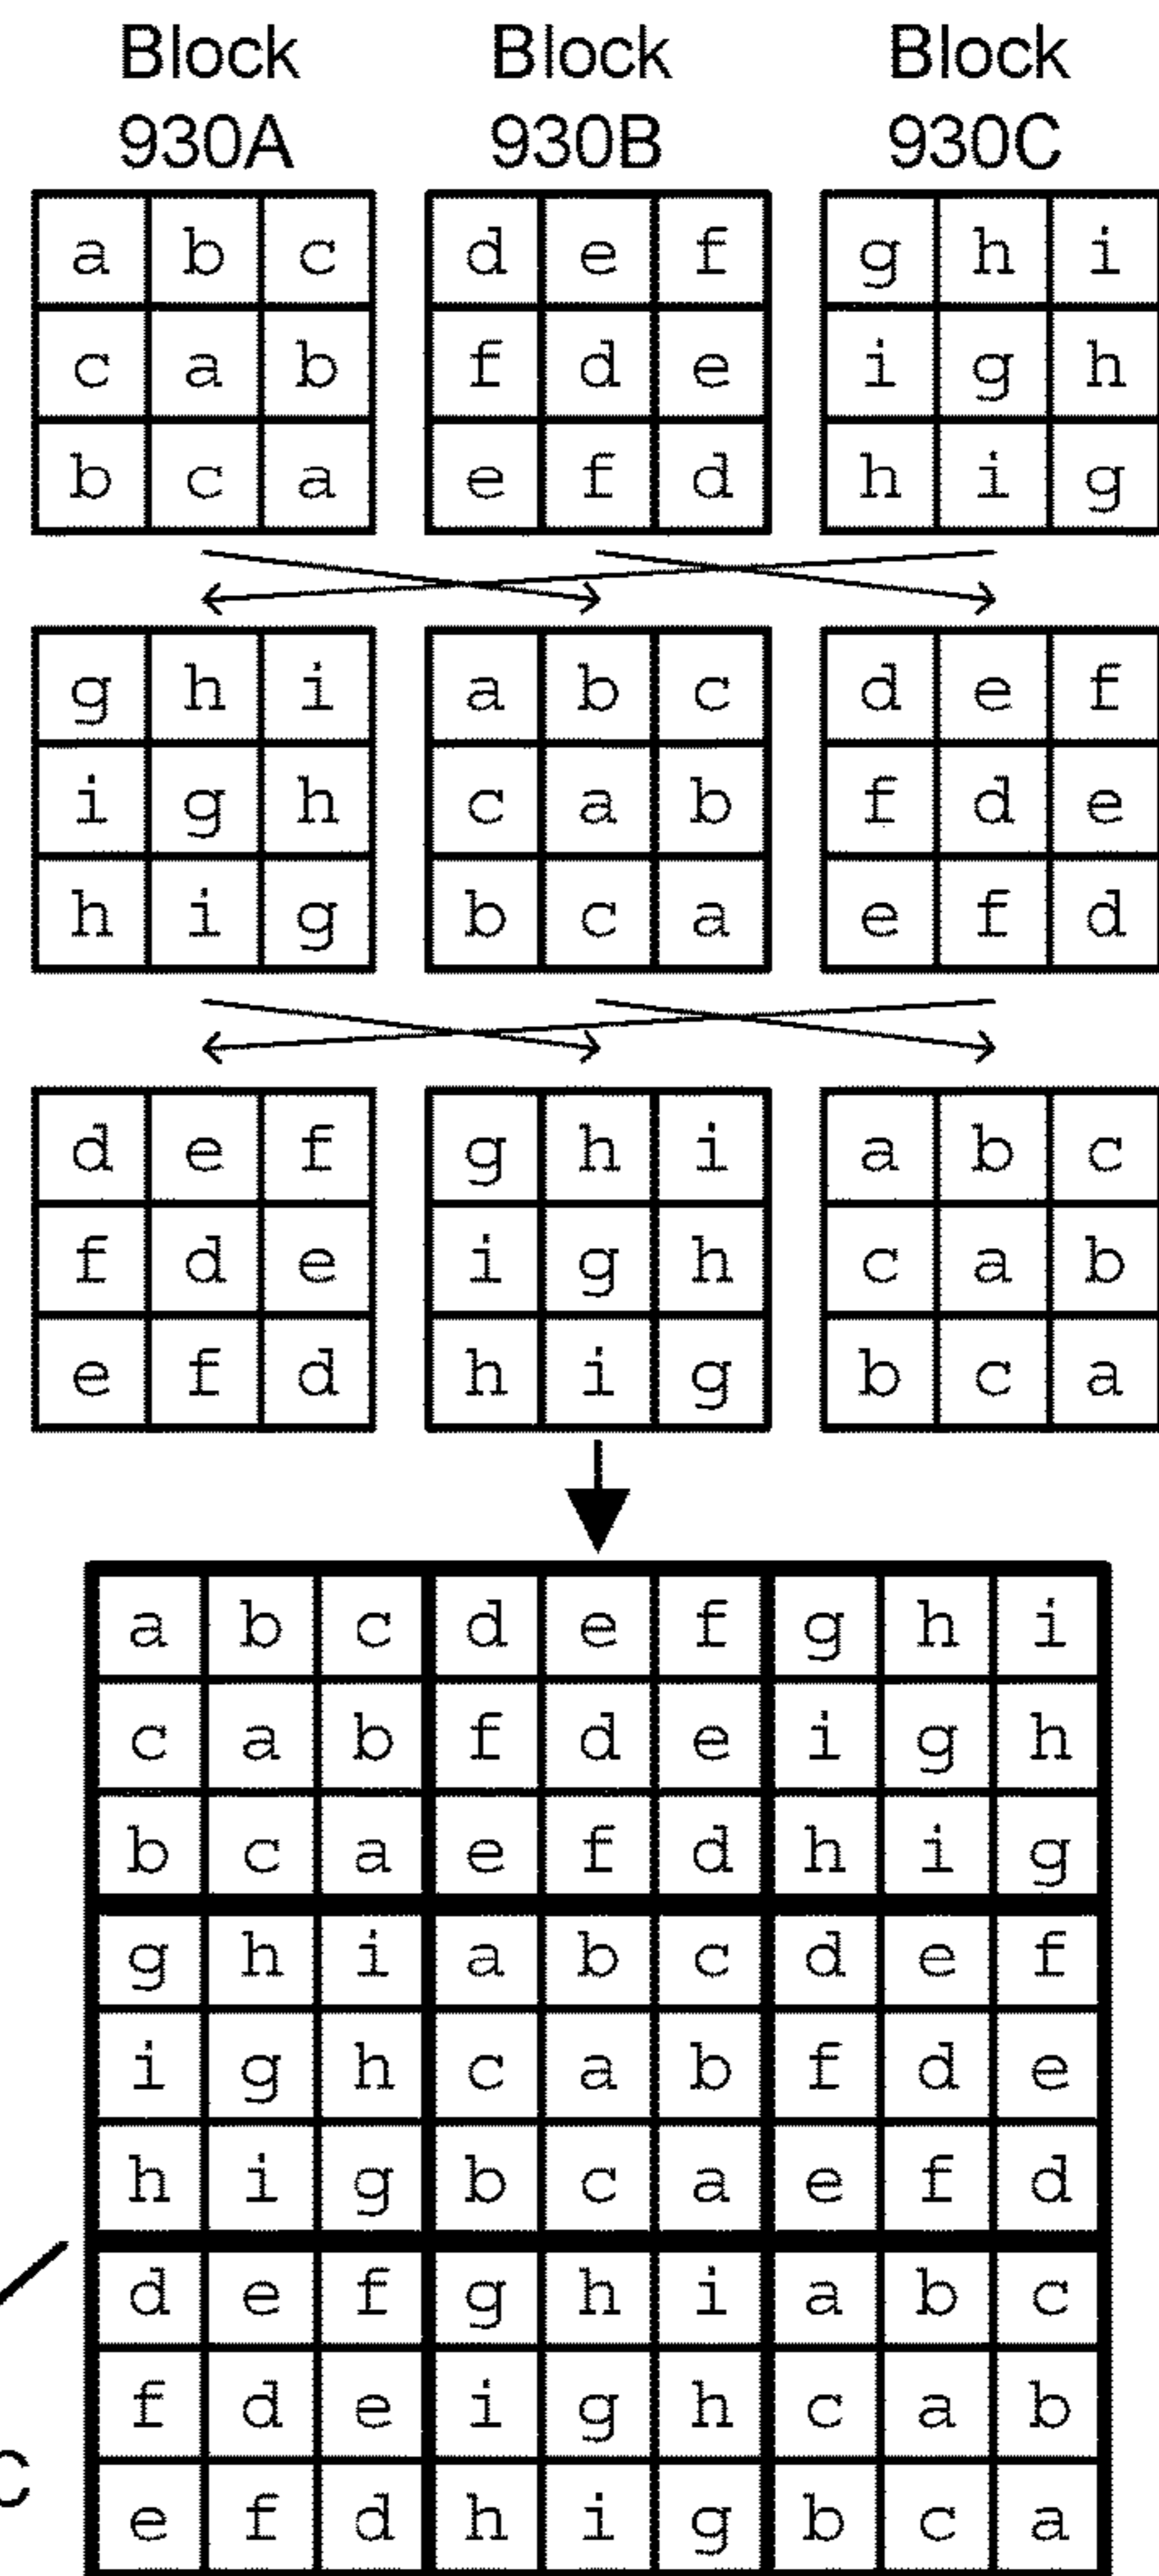 Block Block Block
930A 930B 930C
a b c d e f g h i
c a b f d e i g h
b c a e f d h i g
g h i a b c d e f
i g h c a b f d e
h i g b c a e f d
d e f g h i a b c
f d e i g h c a b
e f d h i g b c a
a b c d e f g h i
c a b f d e i g h
b c a e f d h i g
g h i a b c d e f
i g h c a b f d e
h i g b c a e f d
d e f g h i a b c
f d e i g h c a b
C
e f d h i g b c a